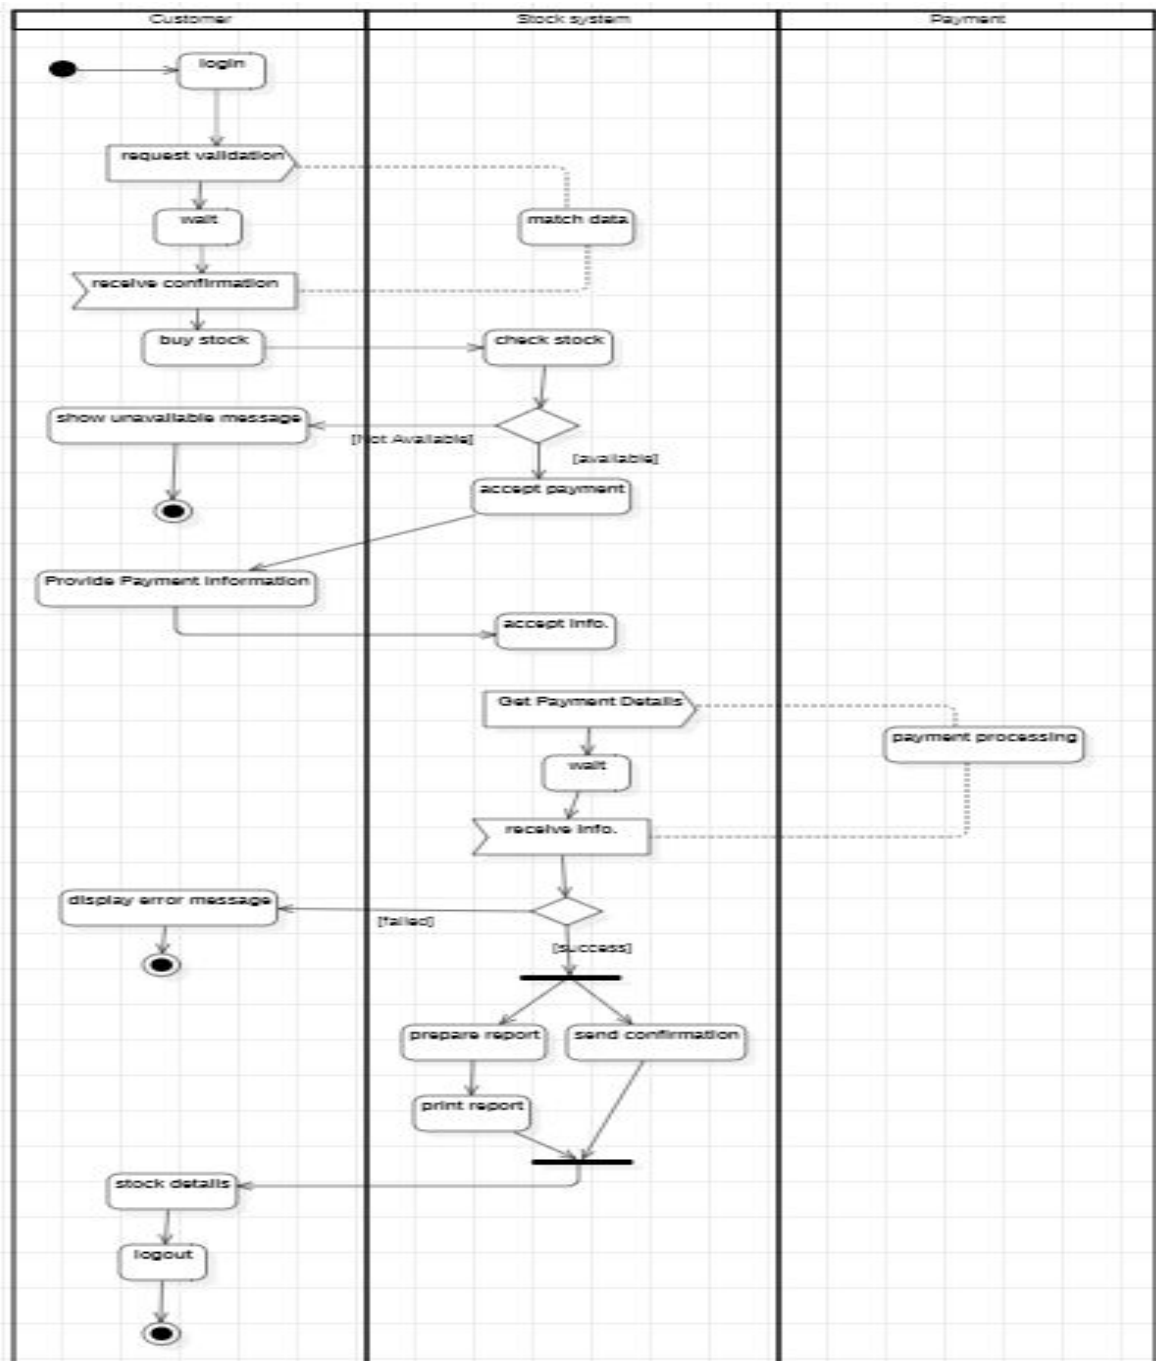 Customer
Stock system
Payment
login
request validation
wait
match data
receive confirmation
buy stock
check stock
show unavailable message
[Not Available]
[available]
accept payment
Provide Payment Information
accept info.
Get Payment Details
payment processing
wait
receive info.
display error message
[failed]
[success]
prepare report
send confirmation
print report
stock details
logout